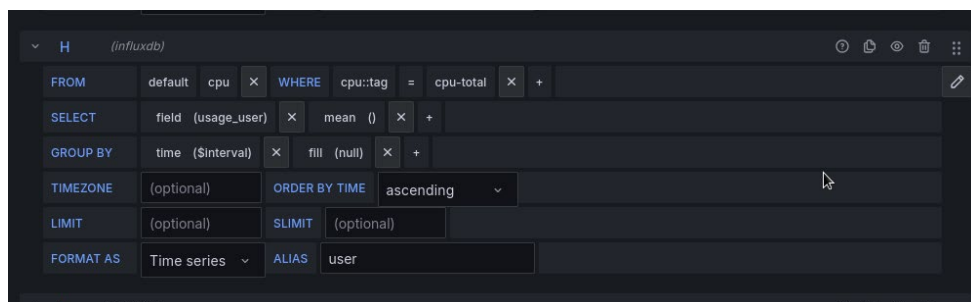 H (influxdb)
FROM default cpu × WHERE cpu::tag = cpu-total × +
SELECT field (usage_user) × mean () × +
GROUP BY time ($interval) × fill (null) × +
TIMEZONE (optional) ORDER BY TIME ascending
LIMIT (optional) SLIMIT (optional)
FORMAT AS Time series ALIAS user